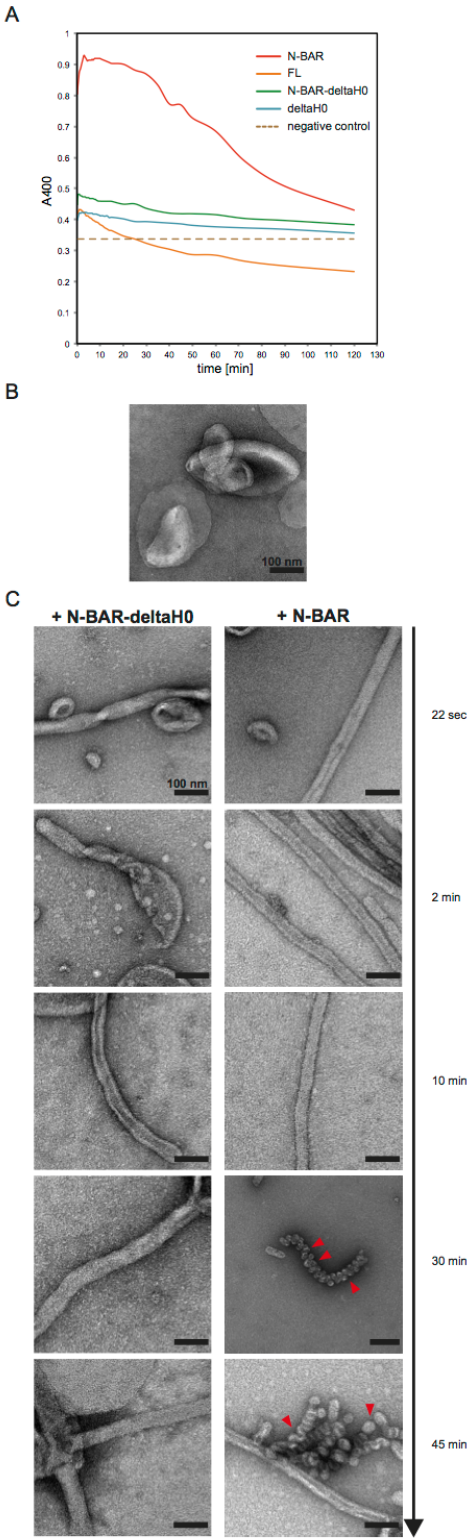 A
1
0.9
0.8
0.7
0.6
0.5
0.4
0.3
0.2
0.1
0
A400
N-BAR
FL
N-BAR-deltaH0
deltaH0
negative control
0 10 20 30 40 50 60 70 80 90 100 110 120 130
time [min]
B
100 nm
C
+ N-BAR-deltaH0 + N-BAR
22 sec
100 nm
2 min
10 min
30 min
45 min